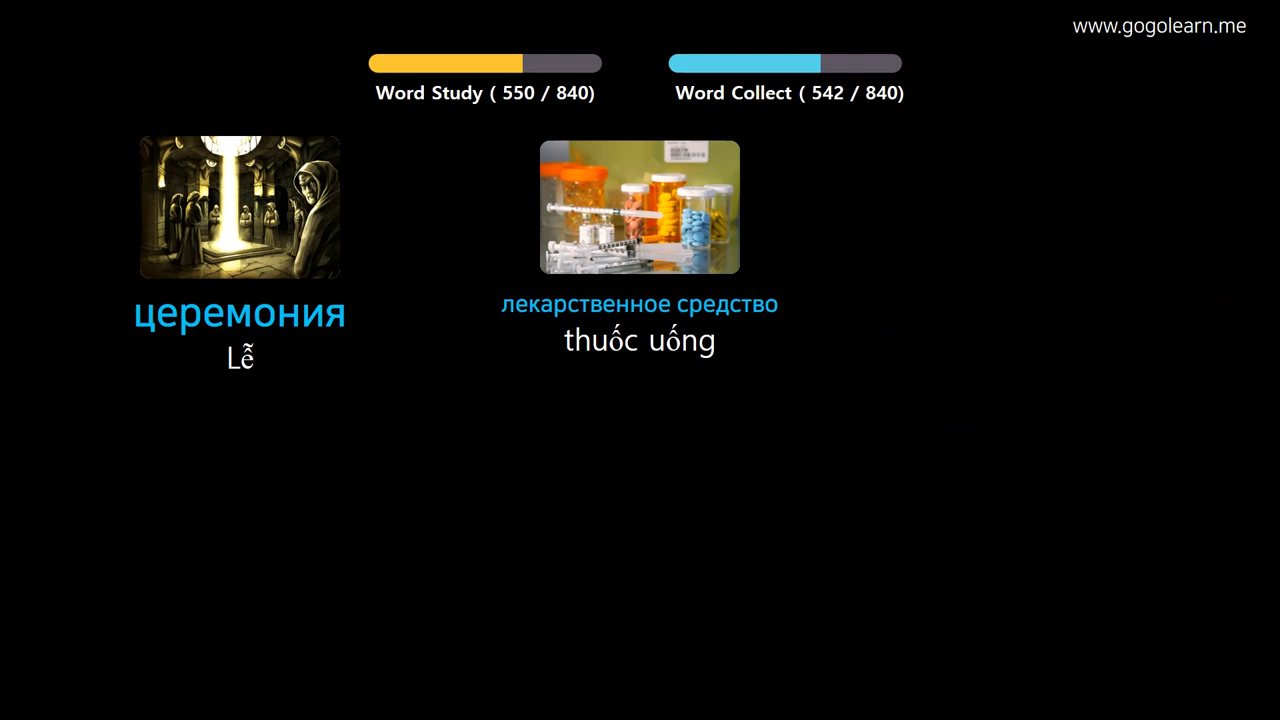 www.gogolearn.me
Word Study ( 550 / 840)
Word Collect ( 542 / 840)
церемония
Lễ
лекарственное средство
thuốc uống